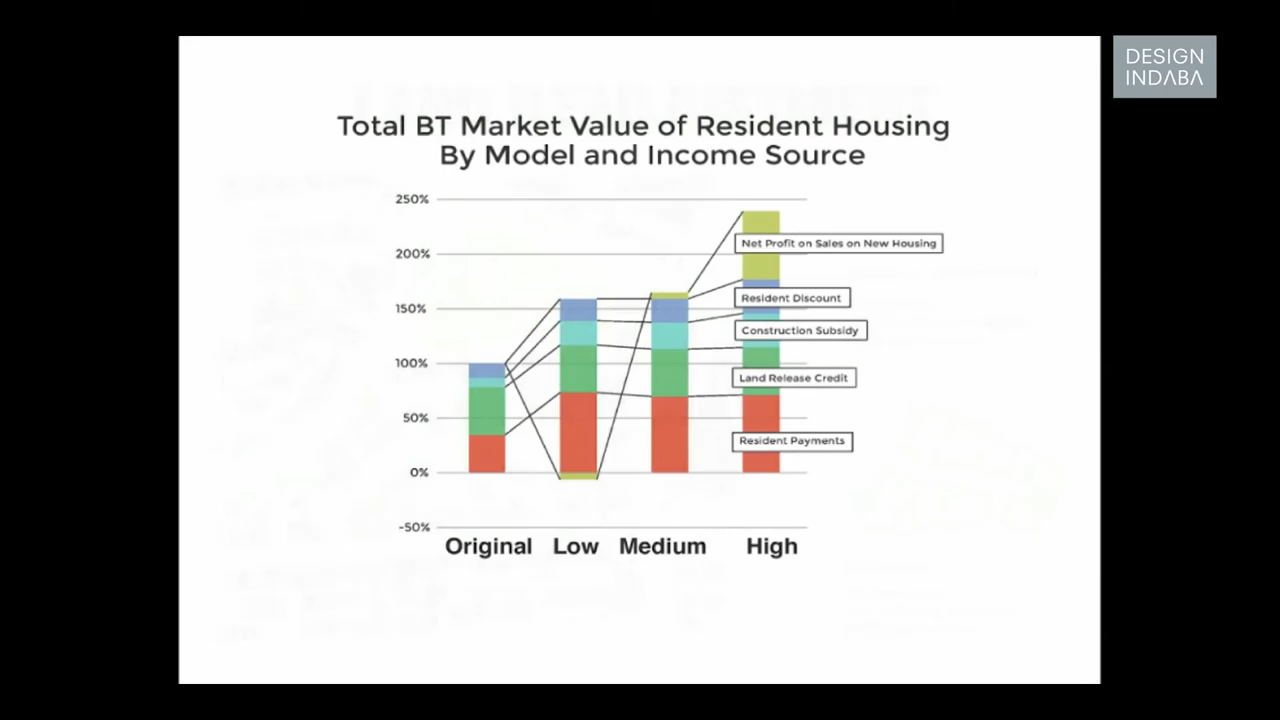 DESIGN
INDABA
Total BT Market Value of Resident Housing
By Model and Income Source
250%
200%
150%
100%
50%
0%
-50%
Net Profit on Sales on New Housing
Resident Discount
Construction Subsidy
Land Release Credit
Resident Payments
Original Low Medium High